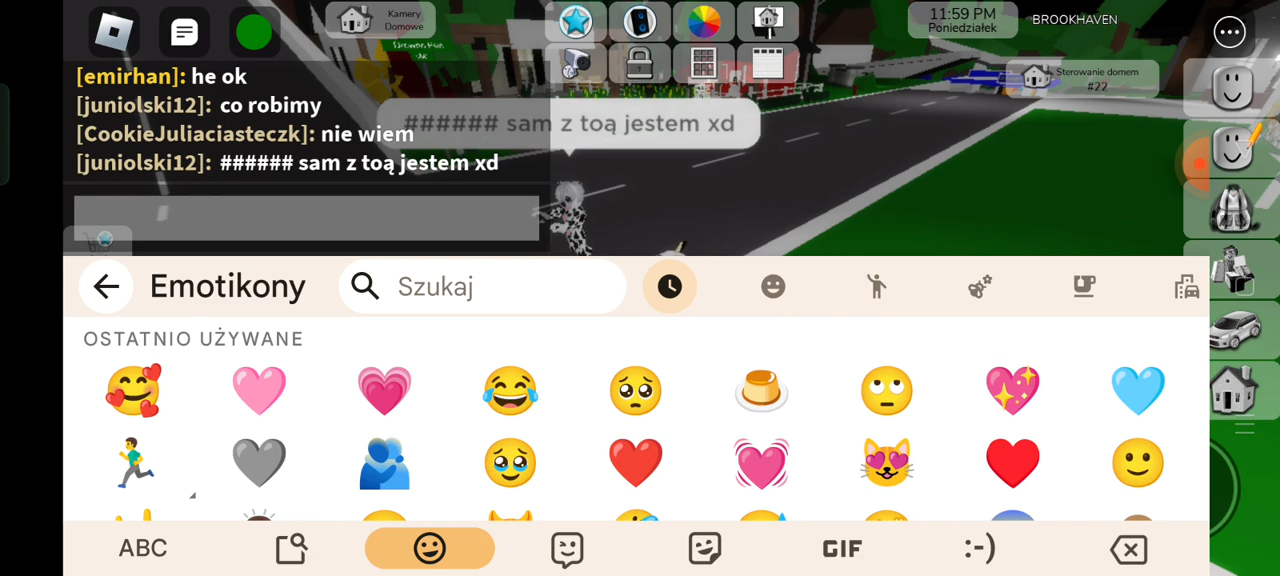 Kamery
Domowe
11:59 PM
Poniedziałek
BROOKHAVEN
Sterowanie domem
#22
[emirhan]: he ok
[juniolski12]: co robimy
[CookieJuliaciasteczk]: nie wiem
[juniolski12]: ###### sam z toą jestem xd
###### sam z toą jestem xd
Emotikony
Szukaj
OSTATNIO UŻYWANE
ABC
GIF
:-)